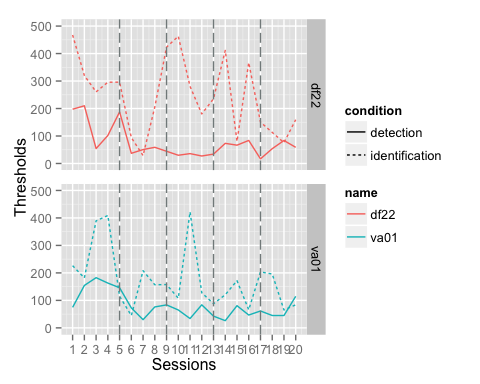 500
400
300
200
100
0
df22
500
400
300
200
100
0
va01
Thresholds
1 2 3 4 5 6 7 8 9 10 11 12 13 14 15 16 17 18 19 20
Sessions
condition
detection
identification
name
df22
va01